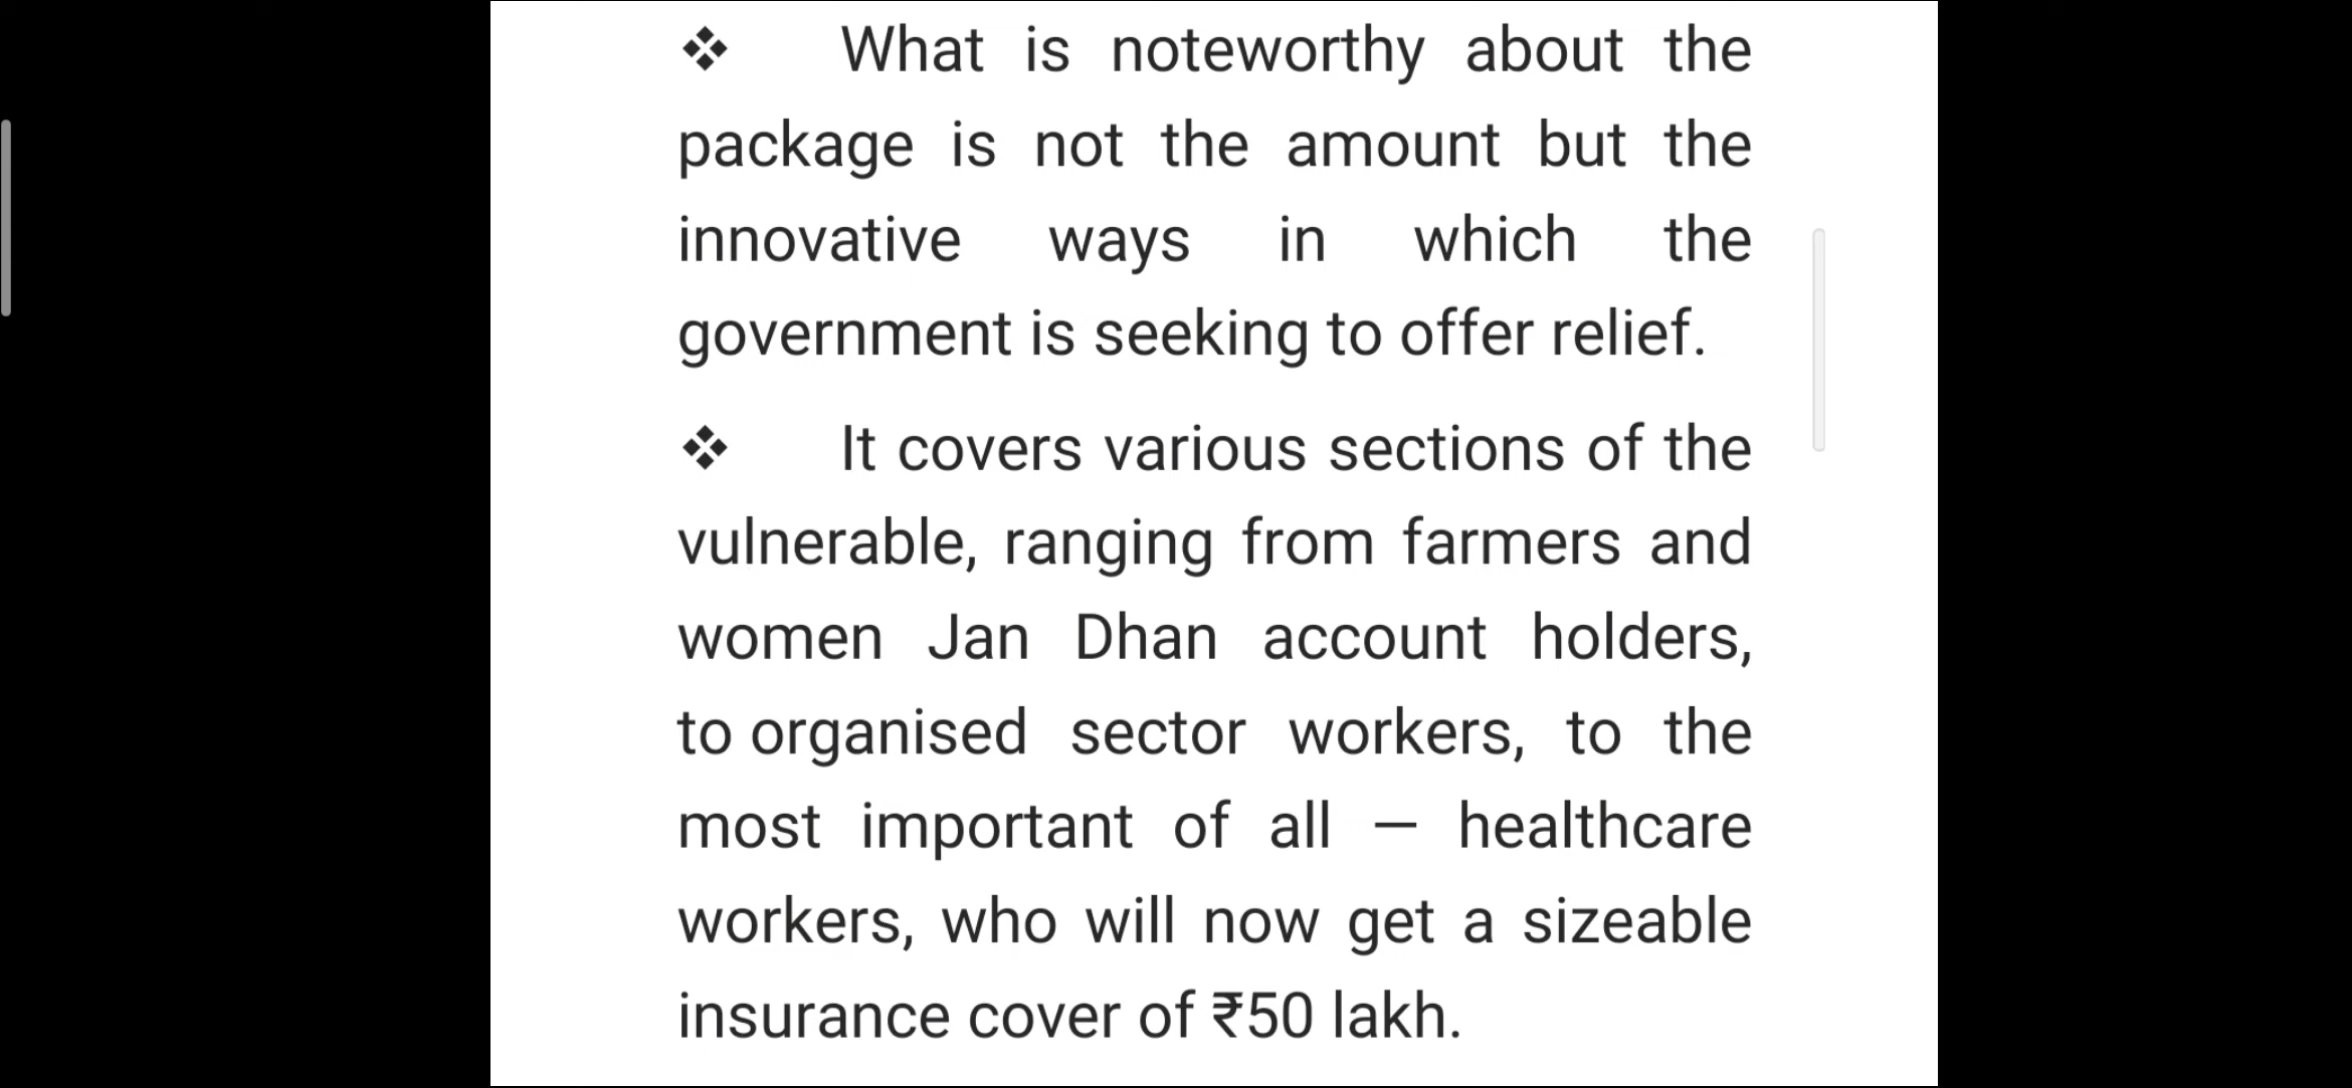 ❖ What is noteworthy about the
package is not the amount but the
innovative ways in which the
government is seeking to offer relief.
❖ It covers various sections of the
vulnerable, ranging from farmers and
women Jan Dhan account holders,
to organised sector workers, to the
most important of all — healthcare
workers, who will now get a sizeable
insurance cover of ₹50 lakh.